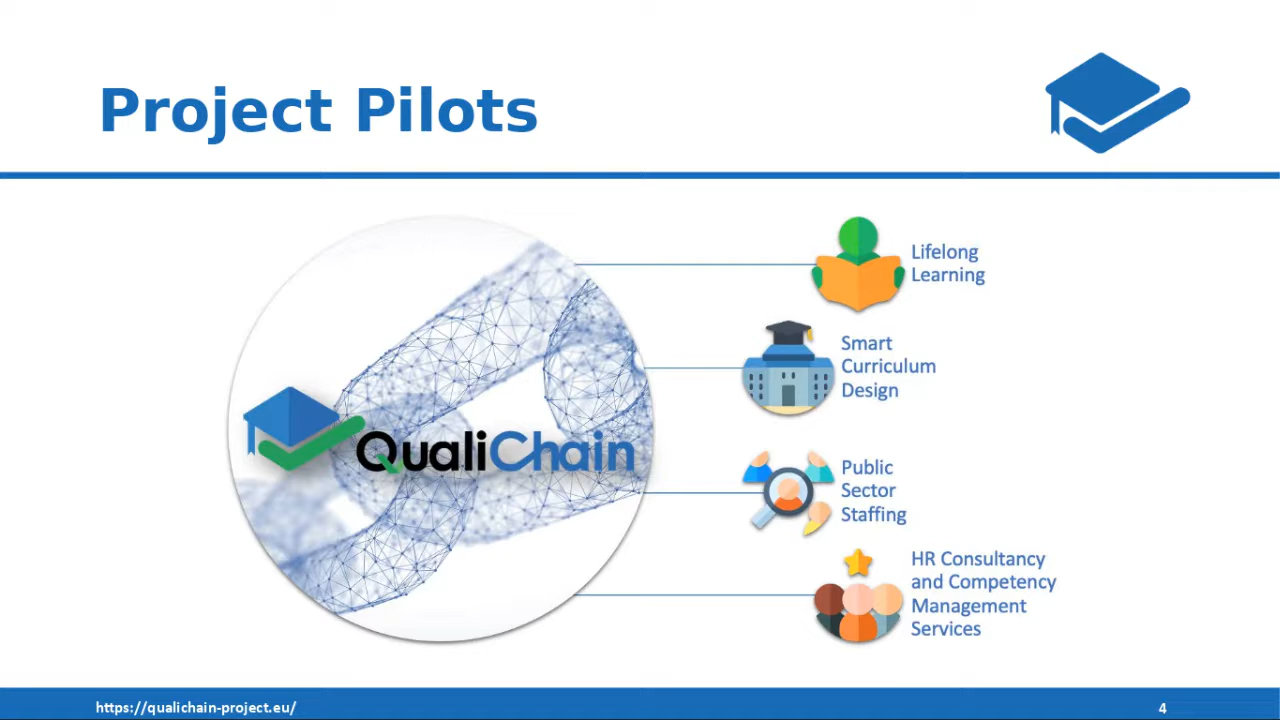 Project Pilots
QualiChain
Lifelong
Learning
Smart
Curriculum
Design
Public
Sector
Staffing
HR Consultancy
and Competency
Management
Services
https://qualichain-project.eu/
4